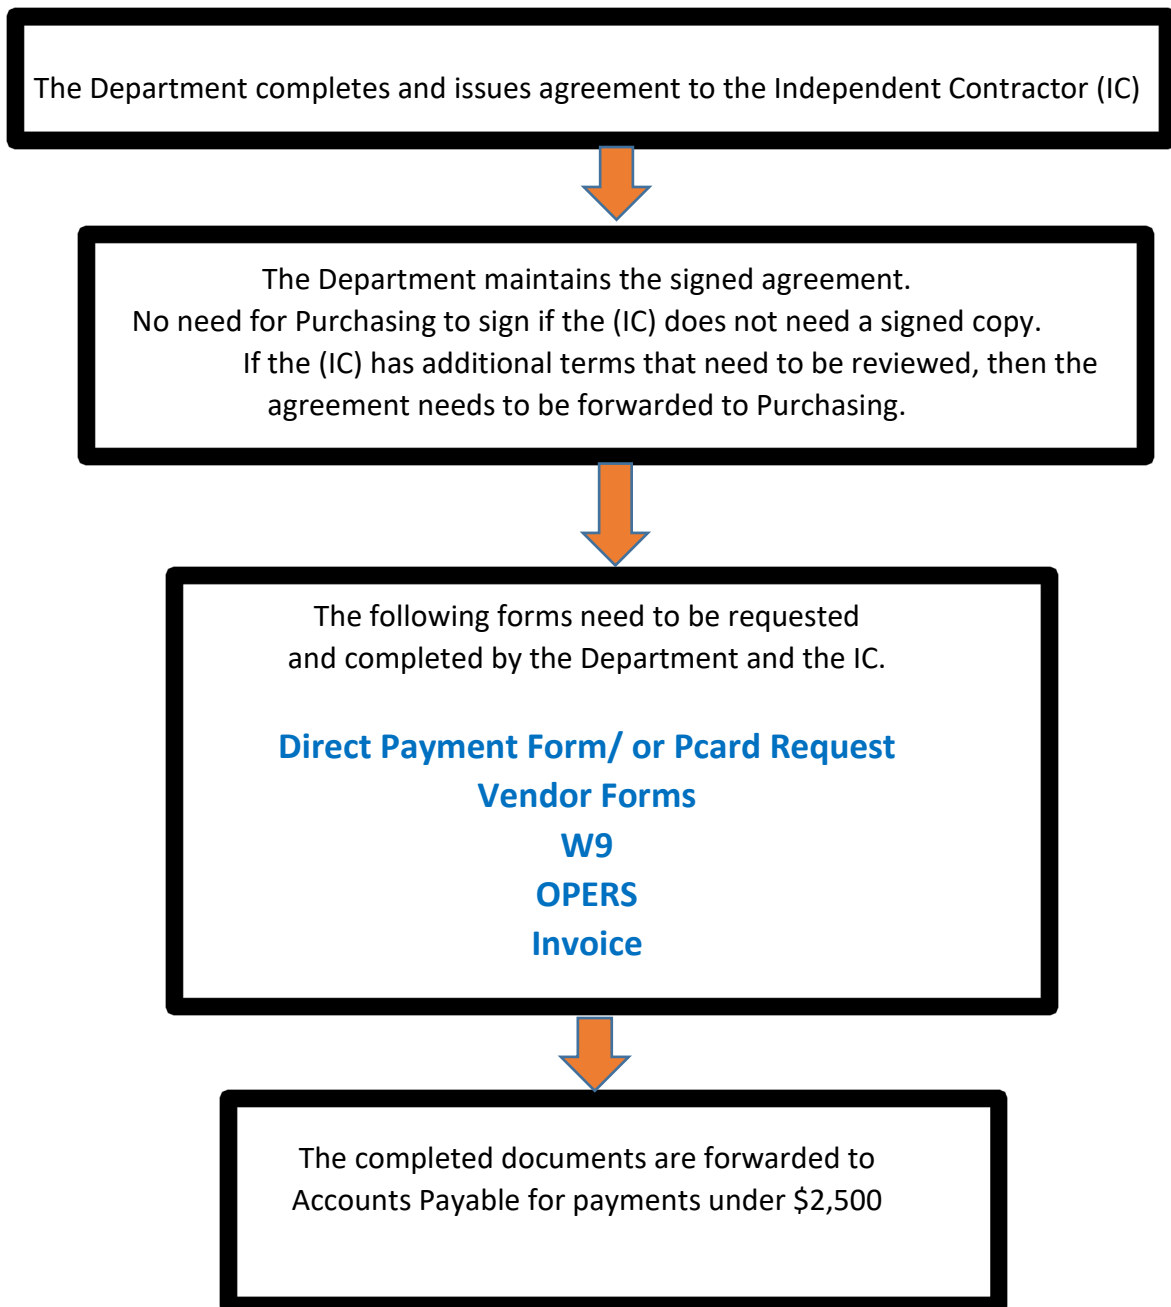 The Department completes and issues agreement to the Independent Contractor (IC)
The Department maintains the signed agreement.
No need for Purchasing to sign if the (IC) does not need a signed copy.
If the (IC) has additional terms that need to be reviewed, then the
agreement needs to be forwarded to Purchasing.
The following forms need to be requested
and completed by the Department and the IC.
Direct Payment Form/ or Pcard Request
Vendor Forms
W9
OPERS
Invoice
The completed documents are forwarded to
Accounts Payable for payments under $2,500